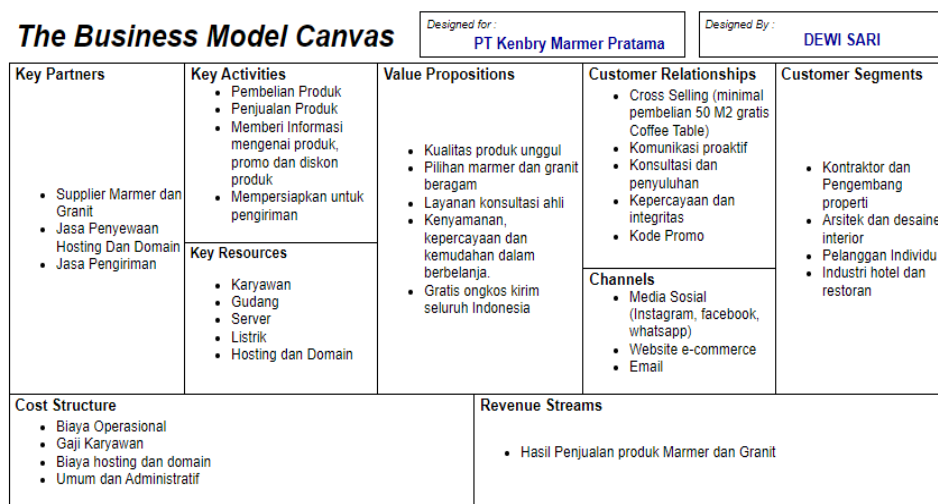 The Business Model Canvas
Designed for :
PT Kenbry Marmer Pratama
Designed By :
DEWI SARI
Key Partners
• Supplier Marmer dan
Granit
• Jasa Penyewaan
Hosting Dan Domain
• Jasa Pengiriman
Key Activities
• Pembelian Produk
• Penjualan Produk
• Memberi Informasi
mengenai produk,
promo dan diskon
produk
• Mempersiapkan untuk
pengiriman
Key Resources
• Karyawan
• Gudang
• Server
• Listrik
• Hosting dan Domain
Value Propositions
• Kualitas produk unggul
• Pilihan marmer dan granit
beragam
• Layanan konsultasi ahli
• Kenyamanan,
kepercayaan dan
kemudahan dalam
berbelanja.
• Gratis ongkos kirim
seluruh Indonesia
Customer Relationships
• Cross Selling (minimal
pembelian 50 M2 gratis
Coffee Table)
• Komunikasi proaktif
• Konsultasi dan
penyuluhan
• Kepercayaan dan
integritas
• Kode Promo
Channels
• Media Sosial
(Instagram, facebook,
whatsapp)
• Website e-commerce
• Email
Customer Segments
• Kontraktor dan
Pengembang
properti
• Arsitek dan desaine
interior
• Pelanggan Individu
• Industri hotel dan
restoran
Cost Structure
• Biaya Operasional
• Gaji Karyawan
• Biaya hosting dan domain
• Umum dan Administratif
Revenue Streams
• Hasil Penjualan produk Marmer dan Granit